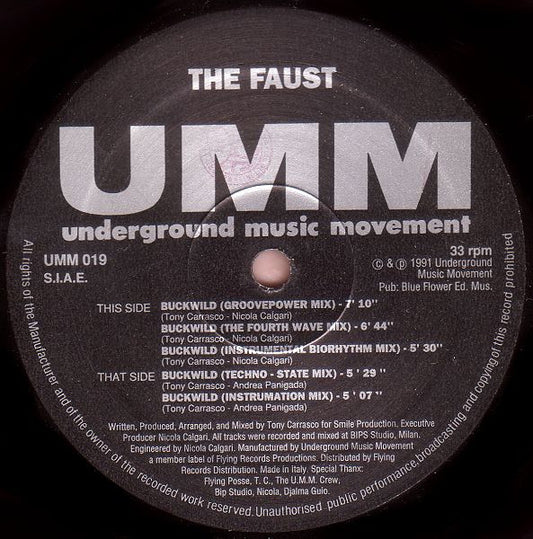 THE FAUST
UMM
underground music movement
UMM 019
S.I.A.E.
33 rpm
© & ℗ 1991 Underground
Music Movement
Pub: Blue Flower Ed. Mus.
THIS SIDE BUCKWILD (GROOVEPOWER MIX) - 7' 10''
(Tony Carrasco - Nicola Calgari)
BUCKWILD (THE FOURTH WAVE MIX) - 6' 44''
(Tony Carrasco - Nicola Calgari)
BUCKWILD (INSTRUMENTAL BIORHYTHM MIX) - 5' 30''
(Tony Carrasco - Nicola Calgari)
THAT SIDE BUCKWILD (TECHNO - STATE MIX) - 5 ' 29 ''
(Tony Carrasco - Andrea Panigada)
BUCKWILD (INSTRUMATION MIX) - 5 ' 07 ''
(Tony Carrasco - Andrea Panigada)
Written, Produced, Arranged, and Mixed by Tony Carrasco for Smile Production. Executive
Producer Nicola Calgari. All tracks were recorded and mixed at BIPS Studio, Milan.
Engineered by Nicola Calgari. Manufactured by Underground Music Movement
a member label of Flying Records Productions. Distributed by Flying
Records Distribution. Made in Italy. Special Thanx:
Flying Posse, T. C., The U.M.M. Crew,
Bip Studio, Nicola, Djalma Gulo.
All rights of the Manufacturer and of the owner of the recorded work reserved. Unauthorised public performance, broadcasting and copying of this record prohibited